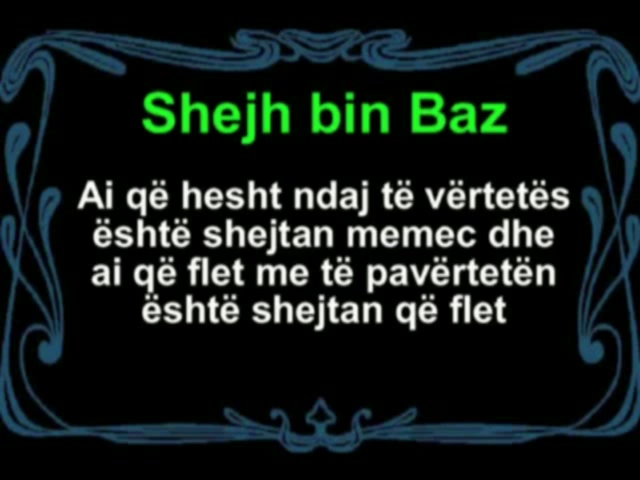 Shejh bin Baz
Ai që hesht ndaj të vërtetës
është shejtan memec dhe
ai që flet me të pavërtetën
është shejtan që flet